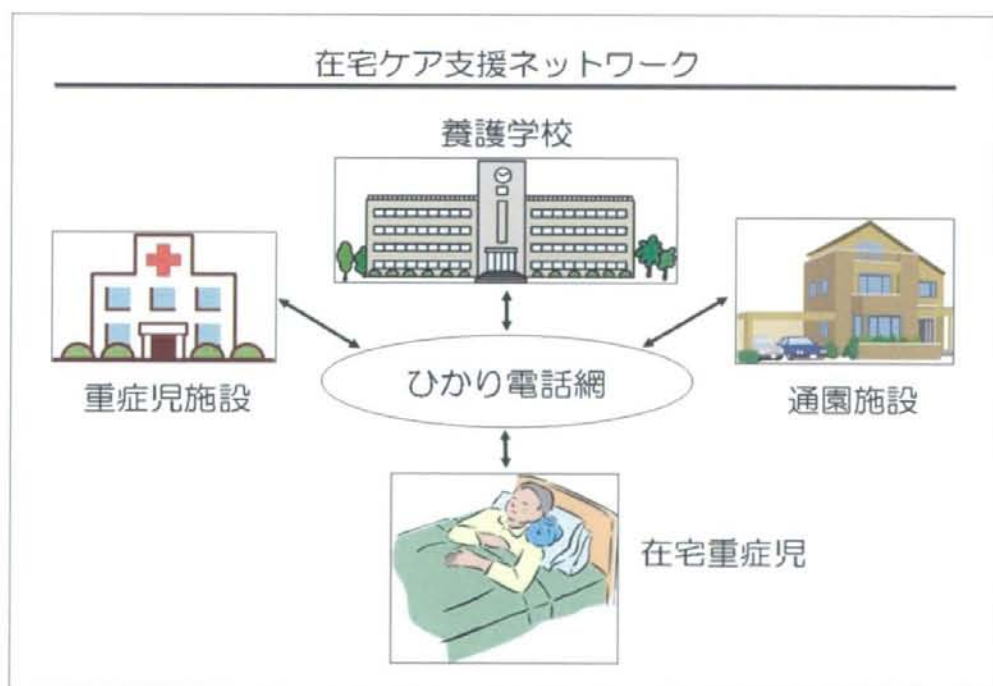 在宅ケア支援ネットワーク
養護学校
重症児施設
ひかり電話網
通園施設
在宅重症児